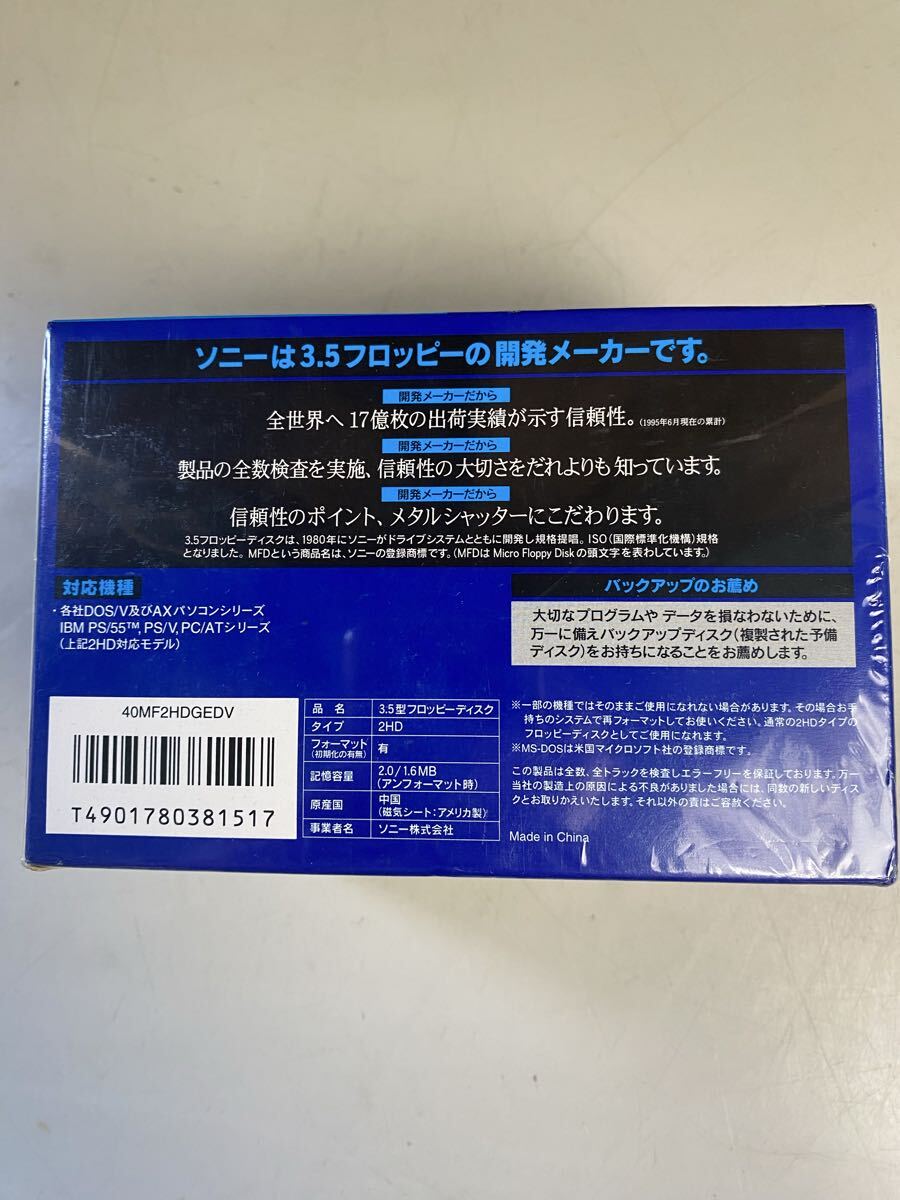 ソニーは3.5フロッピーの開発メーカーです。
開発メーカーだから
全世界へ 17億枚の出荷実績が示す信頼性。(1995年6月現在の累計)
開発メーカーだから
製品の全数検査を実施、信頼性の大切さをだれよりも知っています。
開発メーカーだから
信頼性のポイント、メタルシャッターにこだわります。
3.5フロッピーディスクは、1980年にソニーがドライブシステムとともに開発し規格提唱。ISO(国際標準化機構)規格
となりました。MFDという商品名は、ソニーの登録商標です。(MFDは Micro Floppy Disk の頭文字を表わしています。)
対応機種
・各社DOS/V及びAXパソコンシリーズ
IBM PS/55™, PS/V, PC/ATシリーズ
(上記2HD対応モデル)
バックアップのお薦め
大切なプログラムや データを損なわないために、
万一に備えバックアップディスク(複製された予備
ディスク)をお持ちになることをお薦めします。
40MF2HDGEDV
T4901780381517
品 名 3.5型フロッピーディスク
タイプ 2HD
フォーマット (初期化の有無) 有
記憶容量 2.0/1.6MB (アンフォーマット時)
原産国 中国 (磁気シート:アメリカ製)
事業者名 ソニー株式会社
※一部の機種ではそのままご使用になれない場合があります。その場合お手
持ちのシステムで再フォーマットしてお使いください。通常の2HDタイプの
フロッピーディスクとしてご使用になれます。
※MS-DOSは米国マイクロソフト社の登録商標です。
この製品は全数、全トラックを検査しエラーフリーを保証しております。万一
当社の製造上の原因による不良がありました場合には、同数の新しいディス
クとお取りかえいたします。それ以外の責はご容赦ください。
Made in China